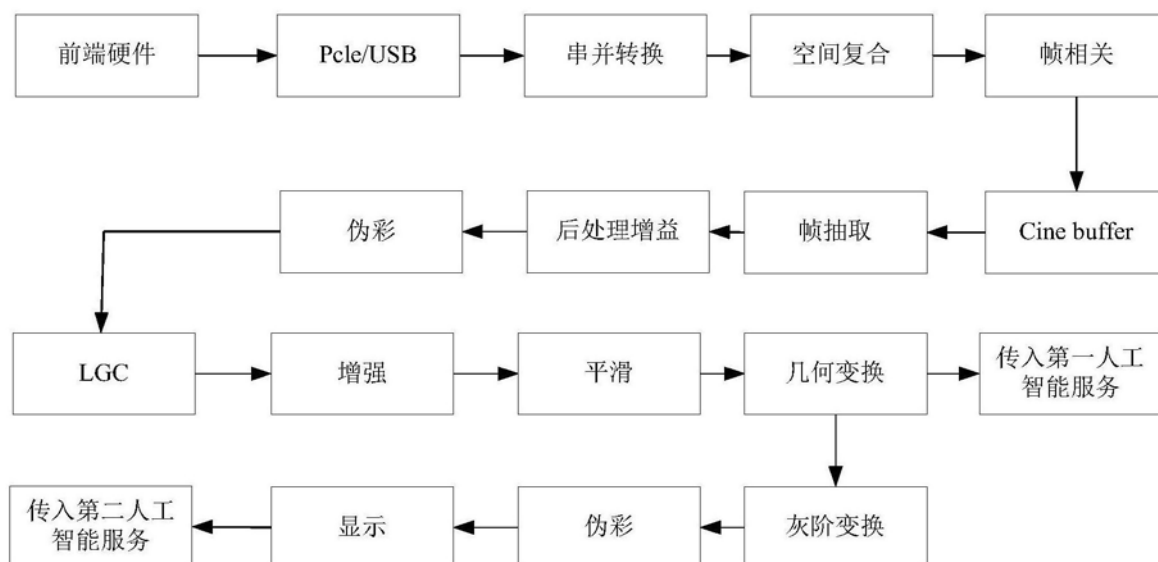 前端硬件
Pcle/USB
串并转换
空间复合
帧相关
伪彩
后处理增益
帧抽取
Cine buffer
LGC
增强
平滑
几何变换
传入第一人工
智能服务
传入第二人工
智能服务
显示
伪彩
灰阶变换